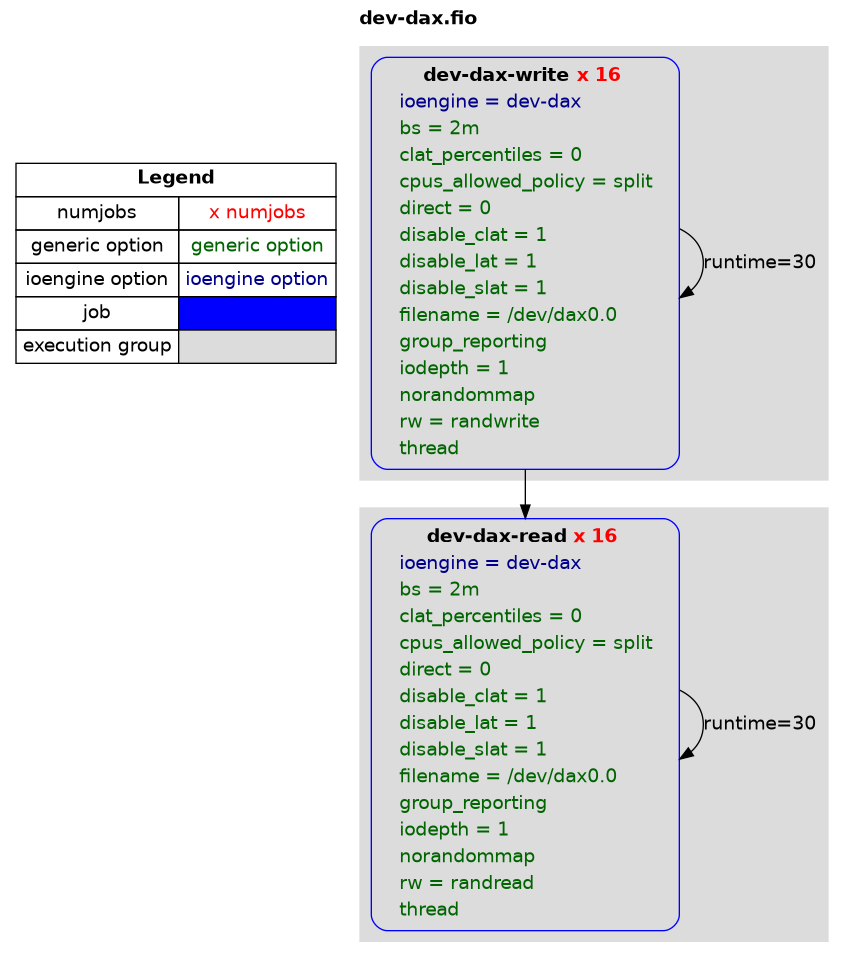 dev-dax.fio
dev-dax-write x 16
ioengine = dev-dax
bs = 2m
clat_percentiles = 0
cpus_allowed_policy = split
direct = 0
disable_clat = 1
disable_lat = 1
disable_slat = 1
filename = /dev/dax0.0
group_reporting
iodepth = 1
norandommap
rw = randwrite
thread
runtime=30
Legend
numjobs x numjobs
generic option generic option
ioengine option ioengine option
job
execution group
dev-dax-read x 16
ioengine = dev-dax
bs = 2m
clat_percentiles = 0
cpus_allowed_policy = split
direct = 0
disable_clat = 1
disable_lat = 1
disable_slat = 1
filename = /dev/dax0.0
group_reporting
iodepth = 1
norandommap
rw = randread
thread
runtime=30